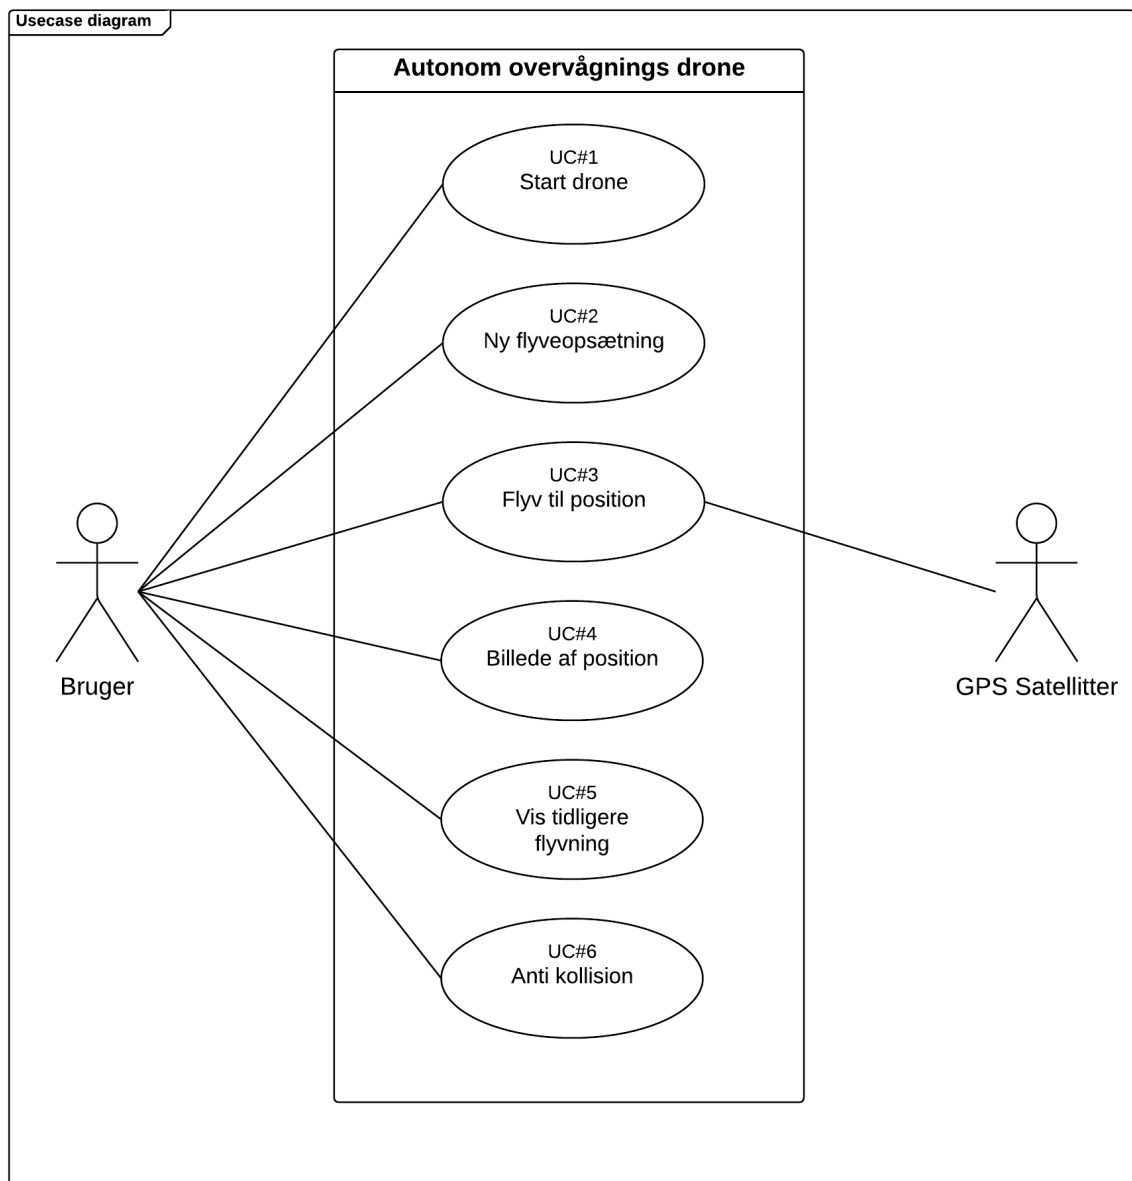 Usecase diagram
Autonom overvågnings drone
UC#1
Start drone
UC#2
Ny flyveopsætning
UC#3
Flyv til position
UC#4
Billede af position
UC#5
Vis tidligere
flyvning
UC#6
Anti kollision
Bruger
GPS Satellitter